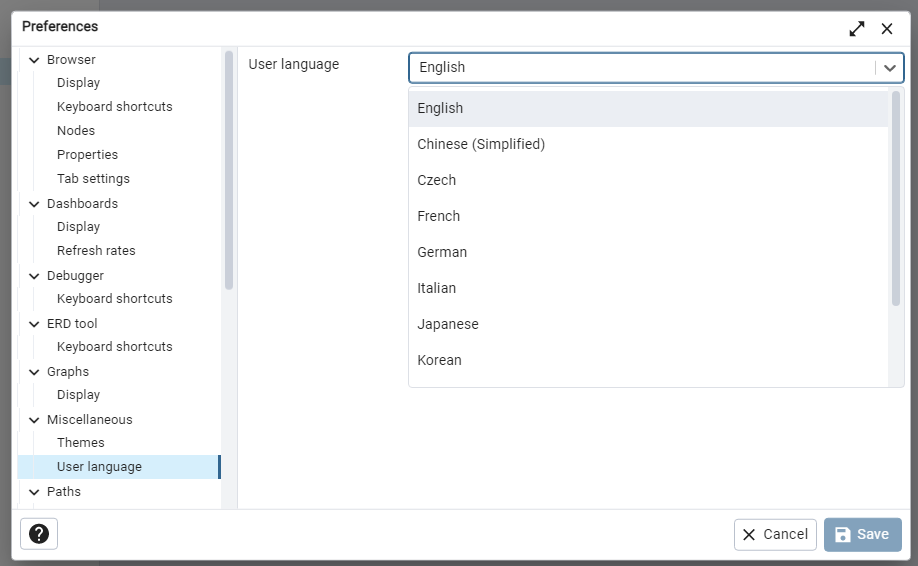 Preferences
Browser
Display
Keyboard shortcuts
Nodes
Properties
Tab settings
Dashboards
Display
Refresh rates
Debugger
Keyboard shortcuts
ERD tool
Keyboard shortcuts
Graphs
Display
Miscellaneous
Themes
User language
Paths
User language
English
English
Chinese (Simplified)
Czech
French
German
Italian
Japanese
Korean
?
Cancel
Save